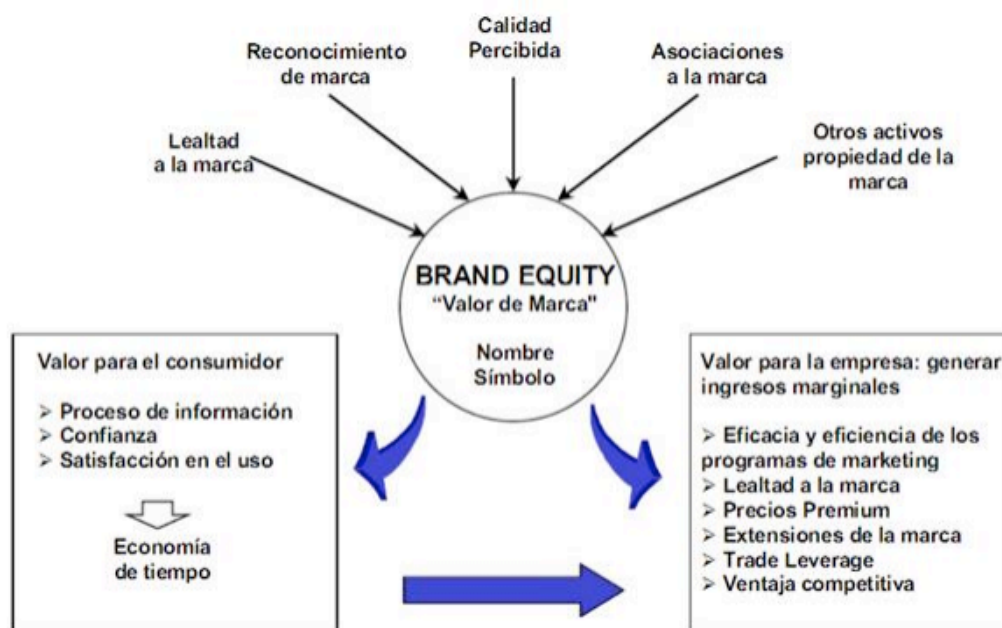 Calidad
Percibida
Reconocimiento
de marca
Asociaciones
a la marca
Lealtad
a la marca
Otros activos
propiedad de la
marca
BRAND EQUITY
“Valor de Marca"
Nombre
Símbolo
Valor para el consumidor
➢ Proceso de información
➢ Confianza
➢ Satisfacción en el uso
Economía
de tiempo
Valor para la empresa: generar
ingresos marginales
➢ Eficacia y eficiencia de los
programas de marketing
➢ Lealtad a la marca
➢ Precios Premium
➢ Extensiones de la marca
➢ Trade Leverage
➢ Ventaja competitiva